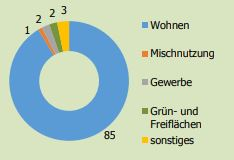 2 2 3
1
85
Wohnen
Mischnutzung
Gewerbe
Grün- und
Freiflächen
sonstiges